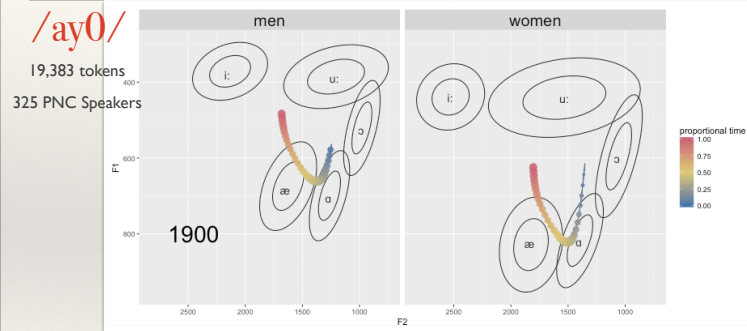 /ay0/
19,383 tokens
325 PNC Speakers
men
women
i:
u:
ɔ
æ
ɑ
1900
i:
u:
ɔ
æ
ɑ
F1
400
600
800
2500
2000
1500
1000
2500
2000
1500
1000
F2
proportional time
1.00
0.75
0.50
0.25
0.00